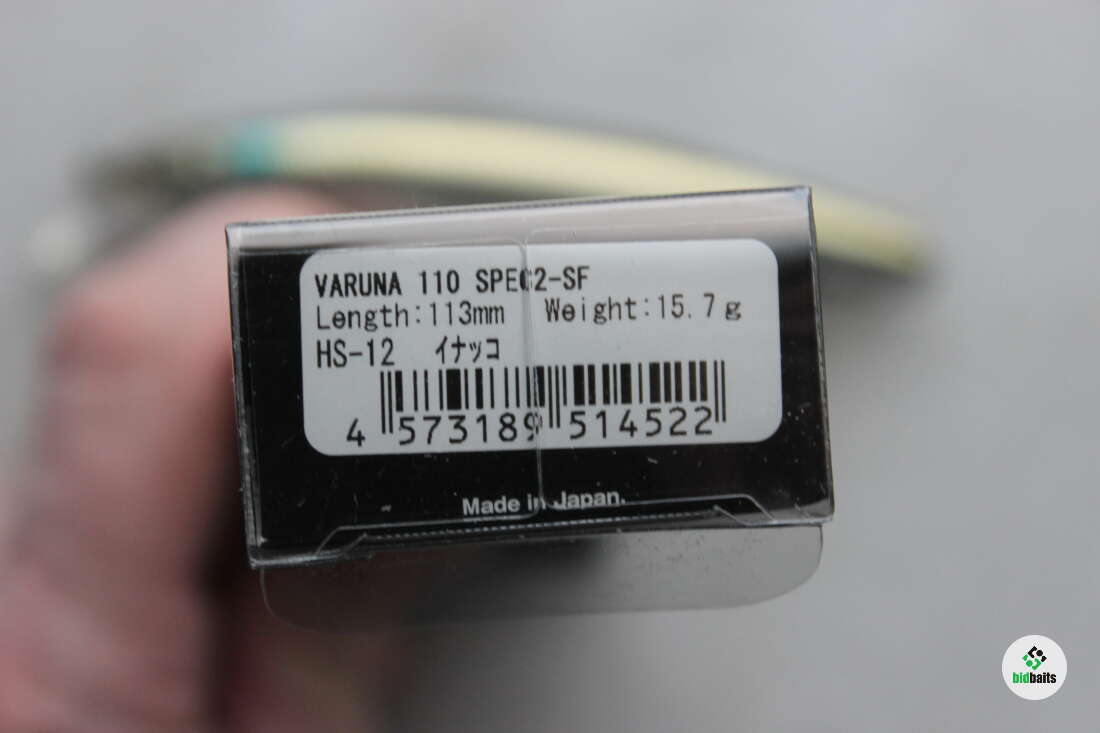 VARUNA 110 SPEC2-SF
Length:113mm Weight:15.7g
HS-12 イナッコ
4 573189 514522
Made in Japan.
bidbaits